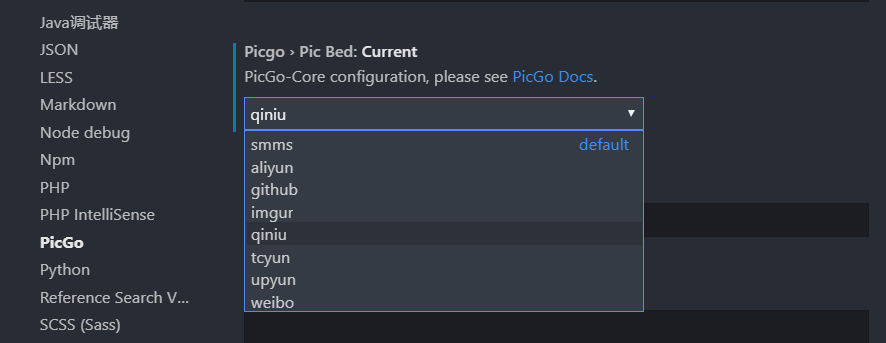 Java调试器
JSON
LESS
Markdown
Node debug
Npm
PHP
PHP IntelliSense
PicGo
Python
Reference Search V...
SCSS (Sass)
Picgo › Pic Bed: Current
PicGo-Core configuration, please see PicGo Docs.
qiniu
smms default
aliyun
github
imgur
qiniu
tcyun
upyun
weibo